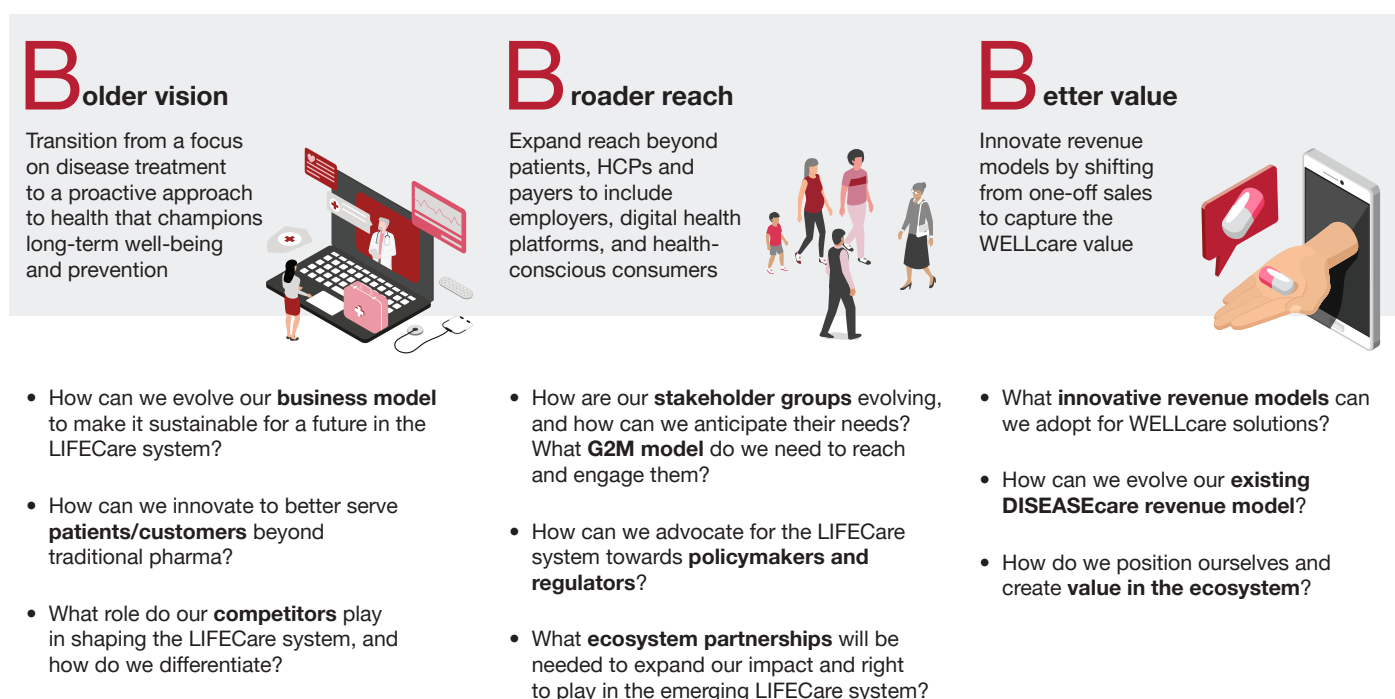 Bolder vision
Transition from a focus
on disease treatment
to a proactive approach
to health that champions
long-term well-being
and prevention
• How can we evolve our business model
to make it sustainable for a future in the
LIFECare system?
• How can we innovate to better serve
patients/customers beyond
traditional pharma?
• What role do our competitors play
in shaping the LIFECare system, and
how do we differentiate?
Broader reach
Expand reach beyond
patients, HCPs and
payers to include
employers, digital health
platforms, and health-
conscious consumers
• How are our stakeholder groups evolving,
and how can we anticipate their needs?
What G2M model do we need to reach
and engage them?
• How can we advocate for the LIFECare
system towards policymakers and
regulators?
• What ecosystem partnerships will be
needed to expand our impact and right
to play in the emerging LIFECare system?
Better value
Innovate revenue
models by shifting
from one-off sales
to capture the
WELLcare value
• What innovative revenue models can
we adopt for WELLcare solutions?
• How can we evolve our existing
DISEASEcare revenue model?
• How do we position ourselves and
create value in the ecosystem?